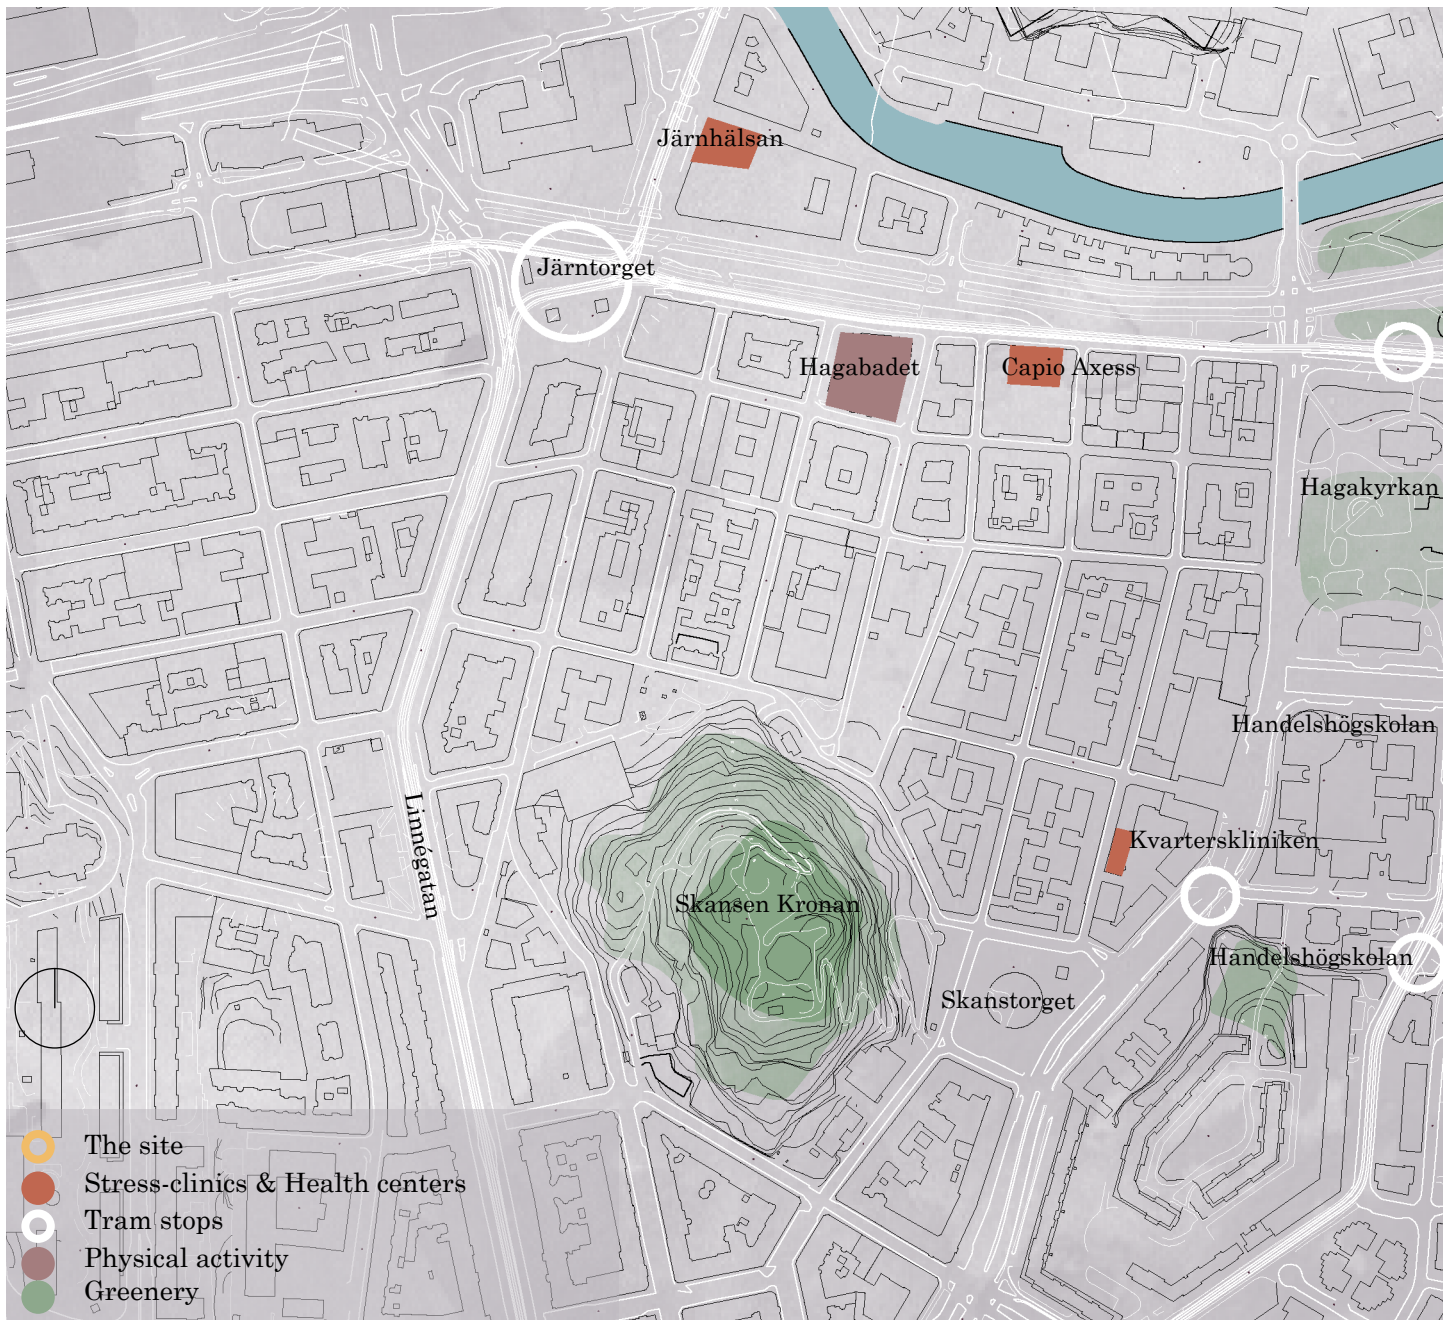 Järnhälsan
Järntorget
Hagabadet
Capio Axess
Hagakyrkan
Handelshögskolan
Linnégatan
Kvarterskliniken
Skansen Kronan
Handelshögskolan
Skanstorget
The site
Stress-clinics & Health centers
Tram stops
Physical activity
Greenery